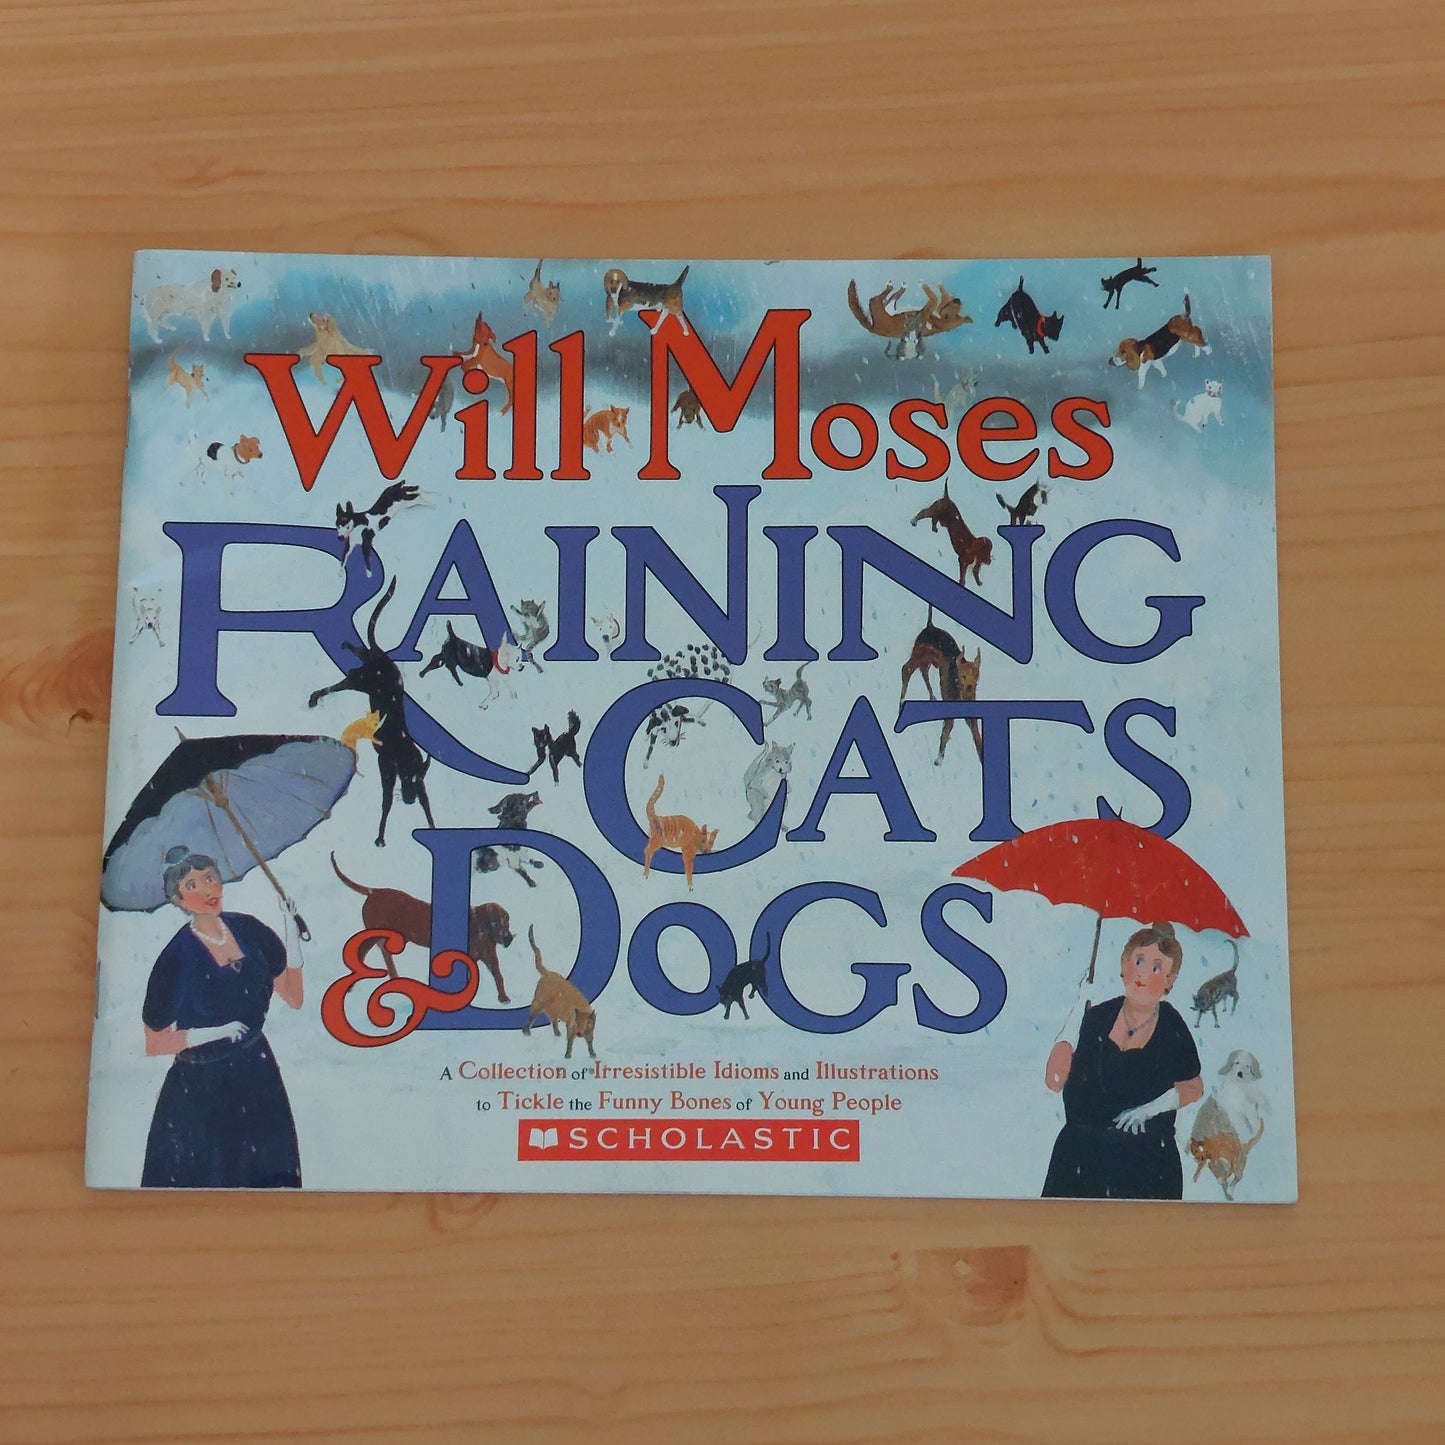 Will Moses
RAINING
CATS
& DOGS
A Collection of Irresistible Idioms and Illustrations
to Tickle the Funny Bones of Young People
SCHOLASTIC